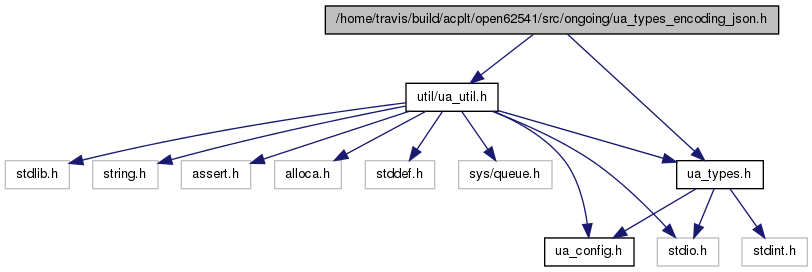 /home/travis/build/acplt/open62541/src/ongoing/ua_types_encoding_json.h
util/ua_util.h
stdlib.h
string.h
assert.h
alloca.h
stddef.h
sys/queue.h
ua_types.h
ua_config.h
stdio.h
stdint.h